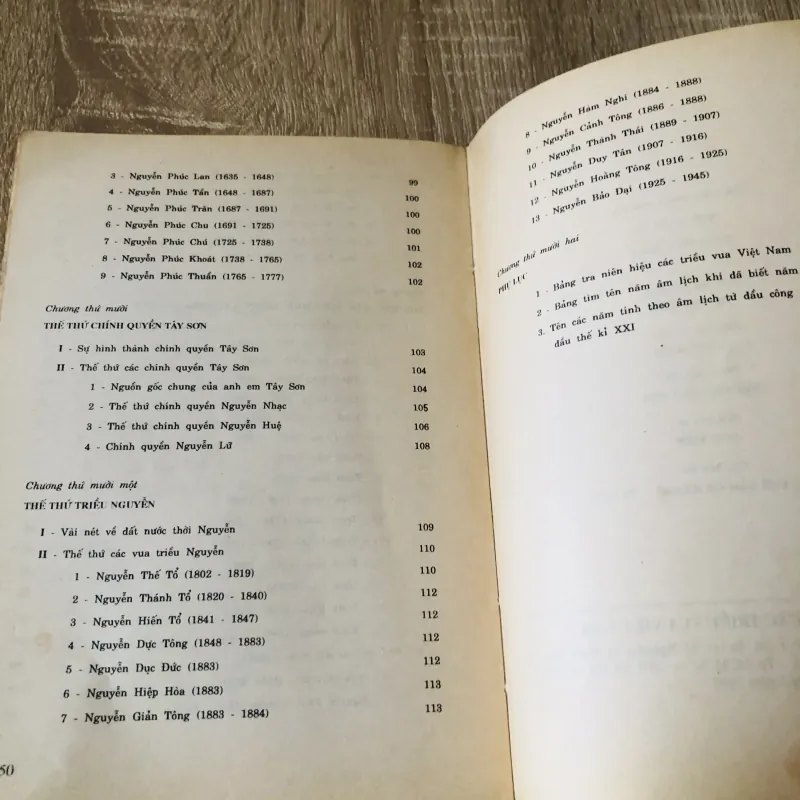 3 - Nguyễn Phúc Lan (1635 - 1648) 99
4 - Nguyễn Phúc Tần (1648 - 1687) 100
5 - Nguyễn Phúc Trăn (1687 - 1691) 100
6 - Nguyễn Phúc Chu (1691 - 1725) 100
7 - Nguyễn Phúc Chú (1725 - 1738) 101
8 - Nguyễn Phúc Khoát (1738 - 1765) 102
9 - Nguyễn Phúc Thuần (1765 - 1777) 102
Chương thứ mười
THẾ THỨ CHÍNH QUYỀN TÂY SƠN
I - Sự hình thành chính quyền Tây Sơn 103
II - Thế thứ các chính quyền Tây Sơn 104
1 - Nguồn gốc chung của anh em Tây Sơn 104
2 - Thế thứ chính quyền Nguyễn Nhạc 105
3 - Thế thứ chính quyền Nguyễn Huệ 106
4 - Chính quyền Nguyễn Lữ 108
Chương thứ mười một
THẾ THỨ TRIỀU NGUYỄN
I - Vài nét về đất nước thời Nguyễn 109
II - Thế thứ các vua triều Nguyễn 110
1 - Nguyễn Thế Tổ (1802 - 1819) 110
2 - Nguyễn Thánh Tổ (1820 - 1840) 112
3 - Nguyễn Hiến Tổ (1841 - 1847) 112
4 - Nguyễn Dực Tông (1848 - 1883) 112
5 - Nguyễn Dục Đức (1883) 112
6 - Nguyễn Hiệp Hòa (1883) 113
7 - Nguyễn Giản Tông (1883 - 1884) 113
50
8 - Nguyễn Hàm Nghi (1884 - 1888)
9 - Nguyễn Cảnh Tông (1886 - 1888)
10 - Nguyễn Thành Thái (1889 - 1907)
11 - Nguyễn Duy Tân (1907 - 1916)
12 - Nguyễn Hoằng Tông (1916 - 1925)
13 - Nguyễn Bảo Đại (1925 - 1945)
Chương thứ mười hai
PHỤ LỤC
1 - Bảng tra niên hiệu các triều vua Việt Nam
2 - Bảng tìm tên năm âm lịch khi đã biết năm
3. Tên các năm tính theo âm lịch từ đầu công
đầu thế kỉ XXI